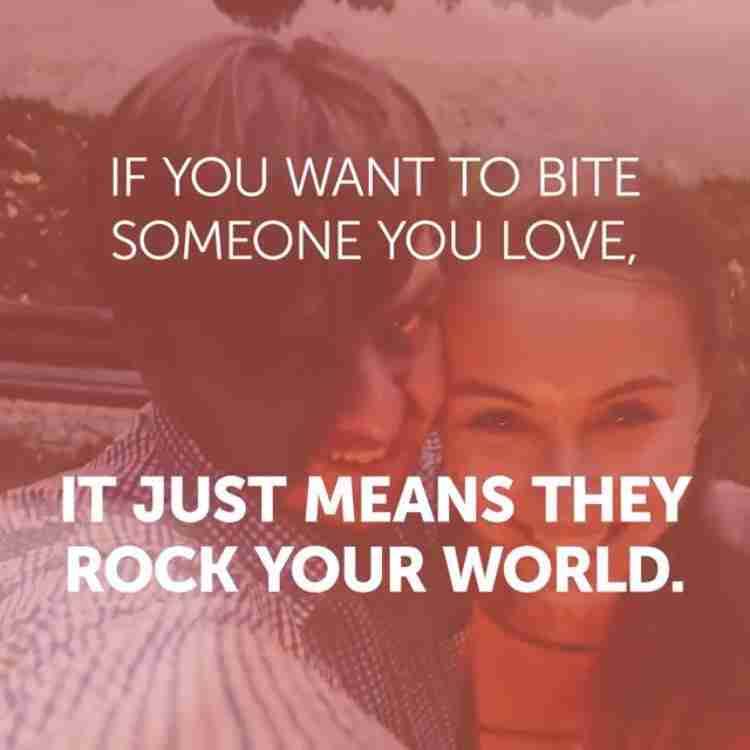 IF YOU WANT TO BITE
SOMEONE YOU LOVE,
IT JUST MEANS THEY
ROCK YOUR WORLD.